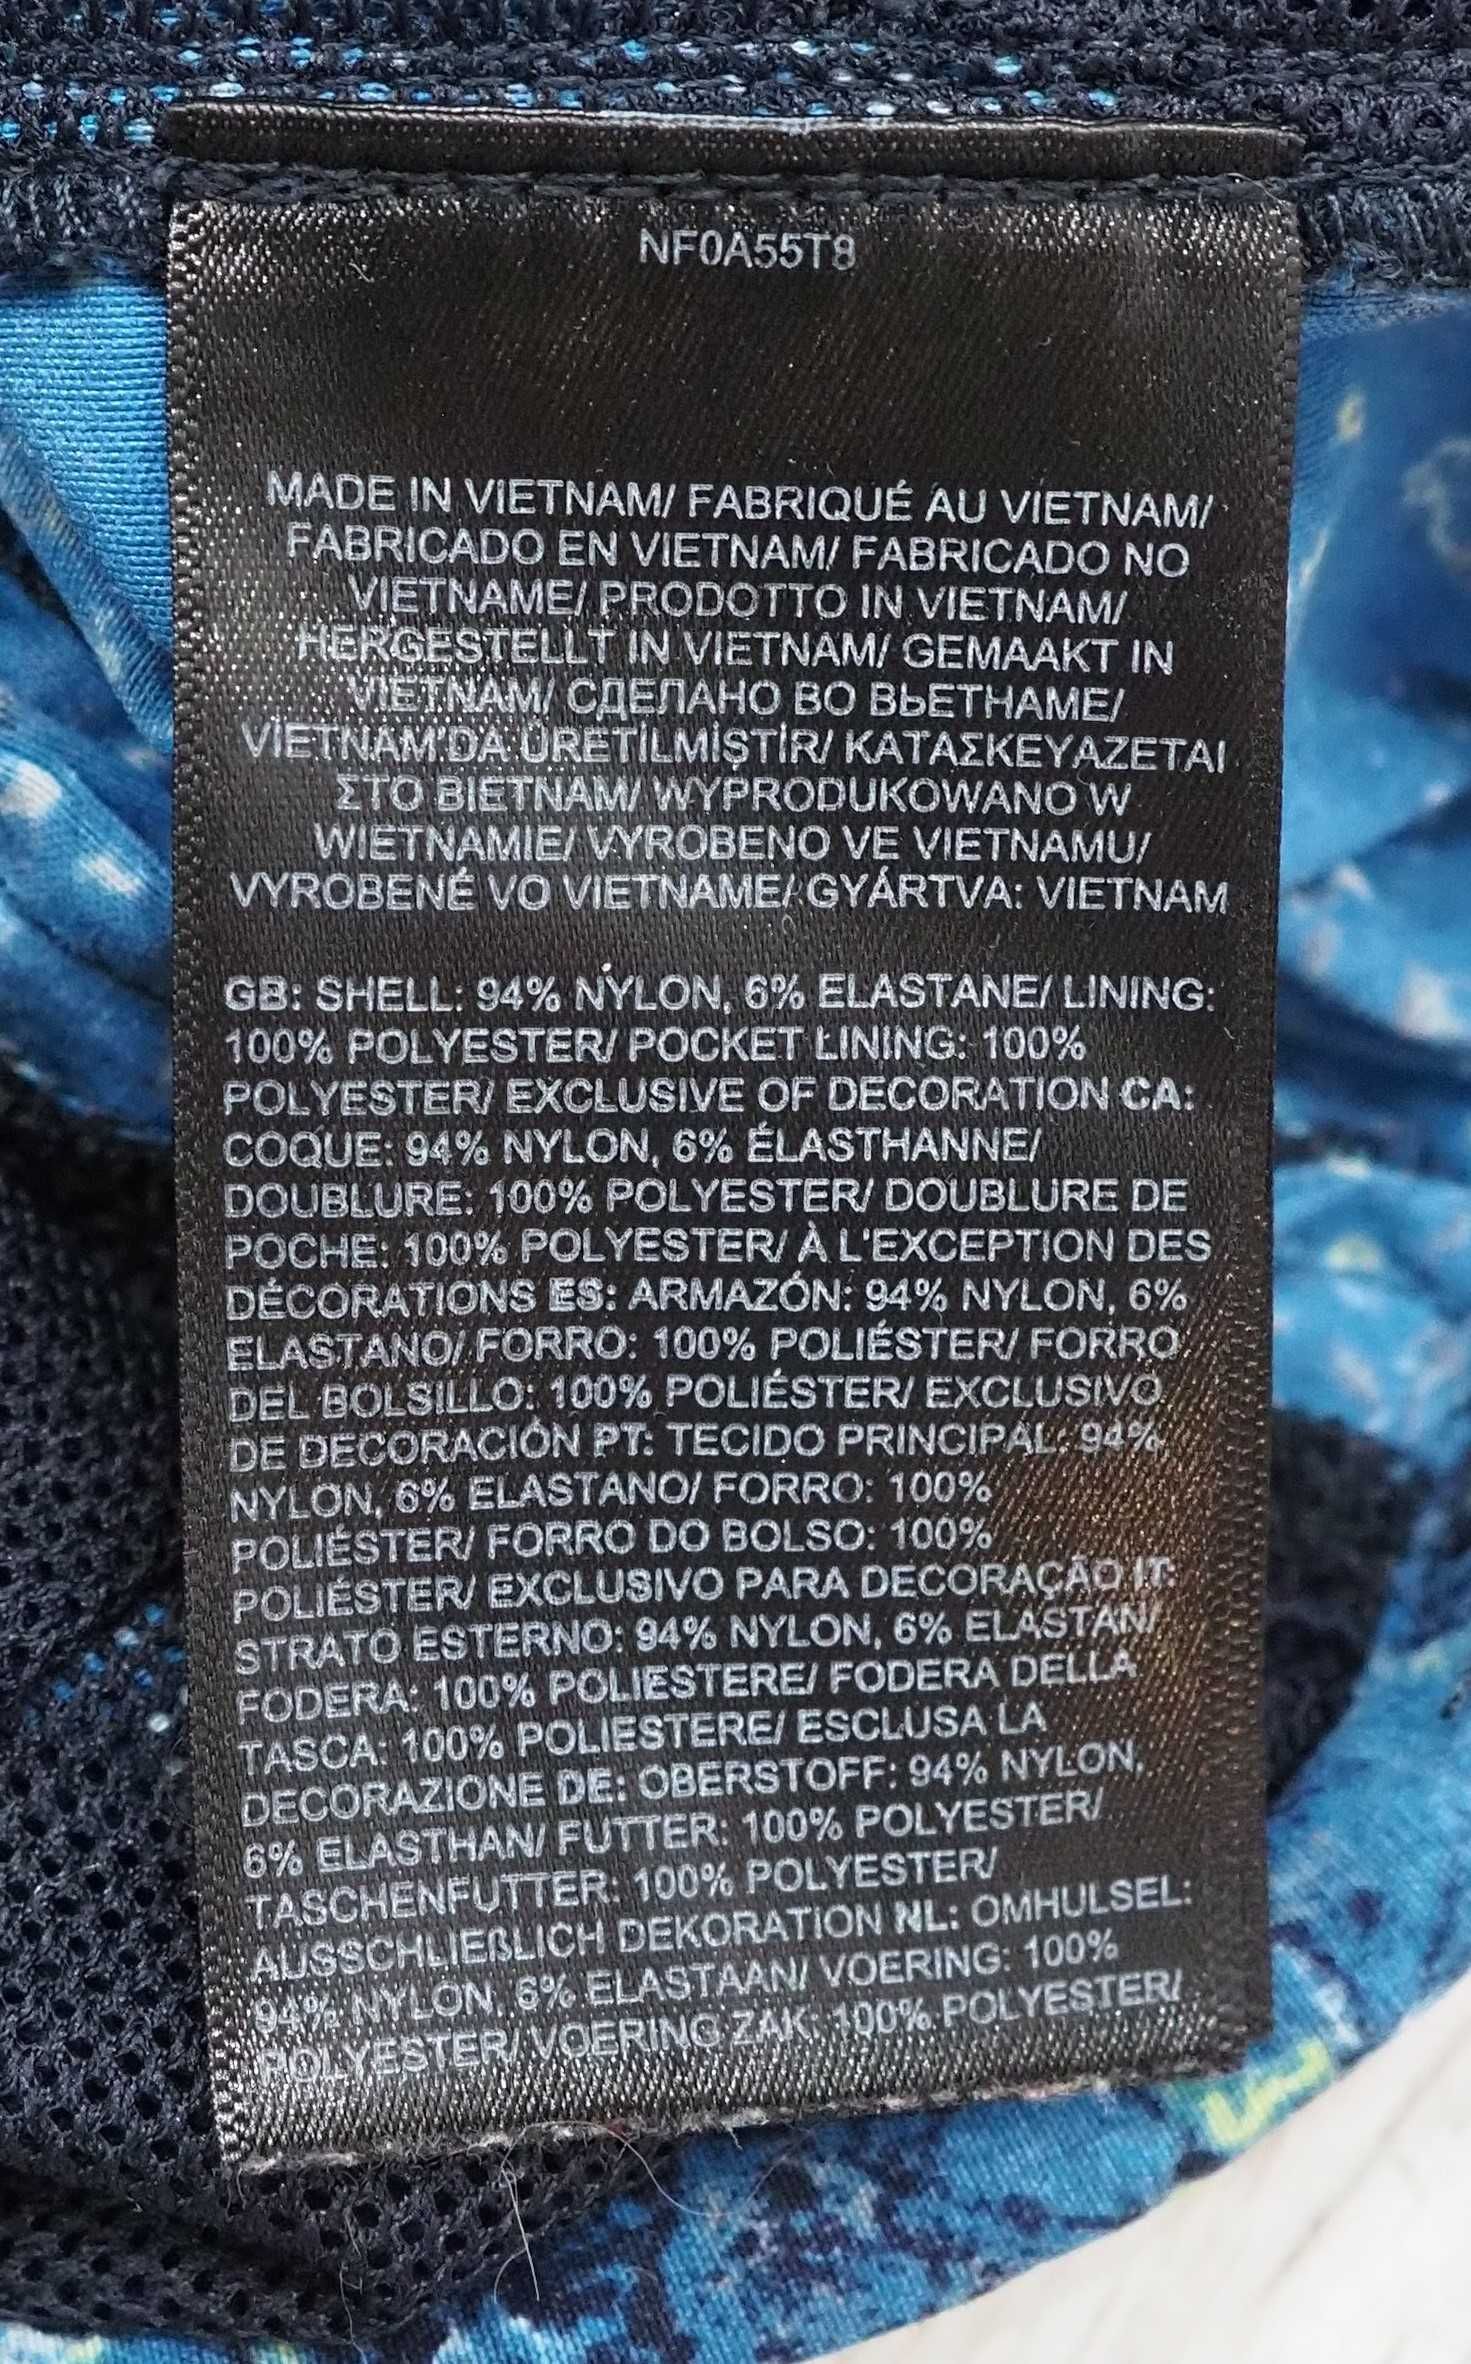 NF0A55T8
MADE IN VIETNAM/ FABRIQUÉ AU VIETNAM/
FABRICADO EN VIETNAM/ FABRICADO NO
VIETNAME/ PRODOTTO IN VIETNAM/
HERGESTELLT IN VIETNAM/ GEMAAKT IN
VIETNAM/ СДЕЛАНО ВО ВЬЕТНАМЕ/
VİETNAM'DA ÜRETİLMİŞTİR/ ΚΑΤΑΣΚΕΥΑΖΕΤΑΙ
ΣΤΟ ΒΙΕΤΝΑΜ/ WYPRODUKOWANO W
WIETNAMIE/ VYROBENO VE VIETNAMU/
VYROBENÉ VO VIETNAME/ GYÁRTVA: VIETNAM
GB: SHELL: 94% NYLON, 6% ELASTANE/ LINING:
100% POLYESTER/ POCKET LINING: 100%
POLYESTER/ EXCLUSIVE OF DECORATION CA:
COQUE: 94% NYLON, 6% ÉLASTHANNE/
DOUBLURE: 100% POLYESTER/ DOUBLURE DE
POCHE: 100% POLYESTER/ À L'EXCEPTION DES
DÉCORATIONS ES: ARMAZÓN: 94% NYLON, 6%
ELASTANO/ FORRO: 100% POLIÉSTER/ FORRO
DEL BOLSILLO: 100% POLIÉSTER/ EXCLUSIVO
DE DECORACIÓN PT: TECIDO PRINCIPAL: 94%
NYLON, 6% ELASTANO/ FORRO: 100%
POLIÉSTER/ FORRO DO BOLSO: 100%
POLIÉSTER/ EXCLUSIVO PARA DECORAÇÃO IT:
STRATO ESTERNO: 94% NYLON, 6% ELASTAN/
FODERA: 100% POLIESTERE/ FODERA DELLA
TASCA: 100% POLIESTERE/ ESCLUSA LA
DECORAZIONE DE: OBERSTOFF: 94% NYLON,
6% ELASTHAN/ FUTTER: 100% POLYESTER/
TASCHENFUTTER: 100% POLYESTER/
AUSSCHLIEßLICH DEKORATION NL: OMHULSEL:
94% NYLON, 6% ELASTAAN/ VOERING: 100%
POLYESTER/ VOERING ZAK: 100% POLYESTER/